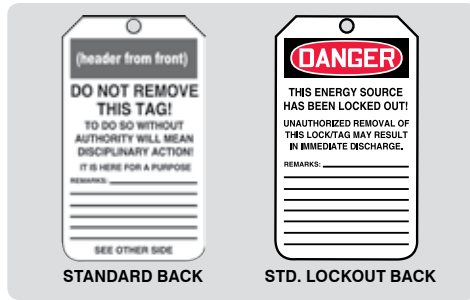 (header from front)
DO NOT REMOVE
THIS TAG!
TO DO SO WITHOUT
AUTHORITY WILL MEAN
DISCIPLINARY ACTION!
IT IS HERE FOR A PURPOSE
REMARKS:
SEE OTHER SIDE
STANDARD BACK
DANGER
THIS ENERGY SOURCE
HAS BEEN LOCKED OUT!
UNAUTHORIZED REMOVAL OF
THIS LOCK/TAG MAY RESULT
IN IMMEDIATE DISCHARGE.
REMARKS:
STD. LOCKOUT BACK